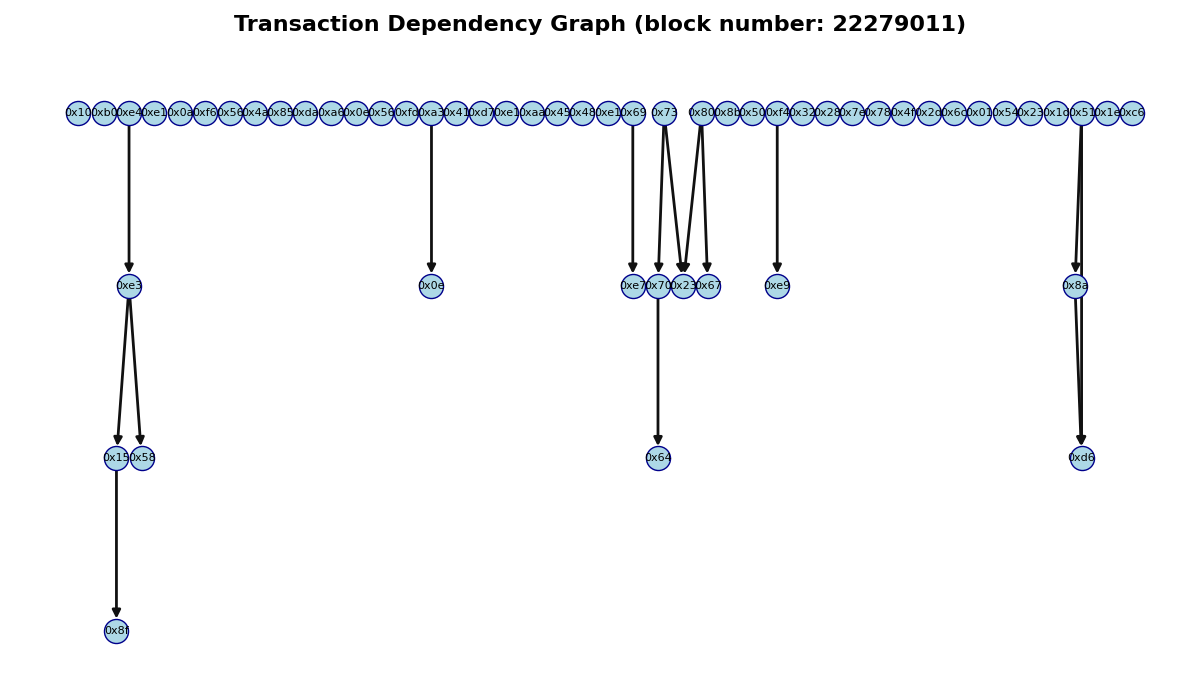 Transaction Dependency Graph (block number: 22279011)
0x10 0xb0 0xe4 0xe1 0x0a 0xf6 0x56 0x4a 0x85 0xda 0xa6 0x0e 0x56 0xfd 0xa3 0x41 0xd7 0xe1 0xaa 0x45 0x48 0xe1 0x69 0x73 0x80 0x8b 0x50 0xf4 0x32 0x28 0x7e 0x78 0x4f 0x2d 0x6c 0x01 0x54 0x23 0x1d 0x51 0x1e 0xc6
0xe3 0x0e 0xe7 0x70 0x23 0x67 0xe9 0x8a
0x15 0x58 0x64 0xd6
0x8f